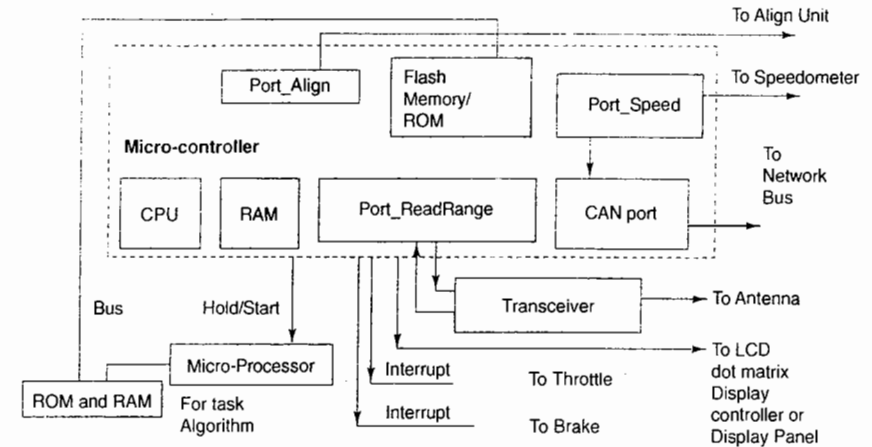 To Align Unit
Port_Align
Flash
Memory/
ROM
To Speedometer
Port_Speed
Micro-controller
To
Network
Bus
CPU
RAM
Port_ReadRange
CAN port
Bus
Hold/Start
Transceiver
To Antenna
Micro-Processor
Interrupt
To Throttle
To LCD
dot matrix
Display
controller or
Display Panel
ROM and RAM
For task
Algorithm
Interrupt
To Brake